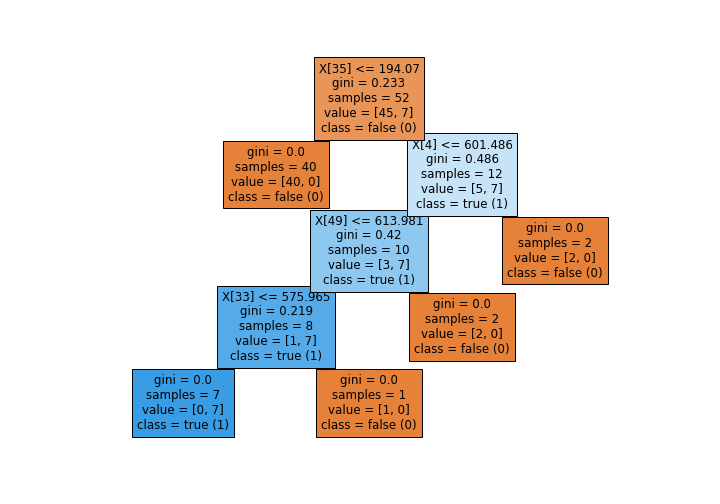 X[35] <= 194.07
gini = 0.233
samples = 52
value = [45, 7]
class = false (0)
gini = 0.0
samples = 40
value = [40, 0]
class = false (0)
X[4] <= 601.486
gini = 0.486
samples = 12
value = [5, 7]
class = true (1)
X[49] <= 613.981
gini = 0.42
samples = 10
value = [3, 7]
class = true (1)
gini = 0.0
samples = 2
value = [2, 0]
class = false (0)
X[33] <= 575.965
gini = 0.219
samples = 8
value = [1, 7]
class = true (1)
gini = 0.0
samples = 2
value = [2, 0]
class = false (0)
gini = 0.0
samples = 7
value = [0, 7]
class = true (1)
gini = 0.0
samples = 1
value = [1, 0]
class = false (0)